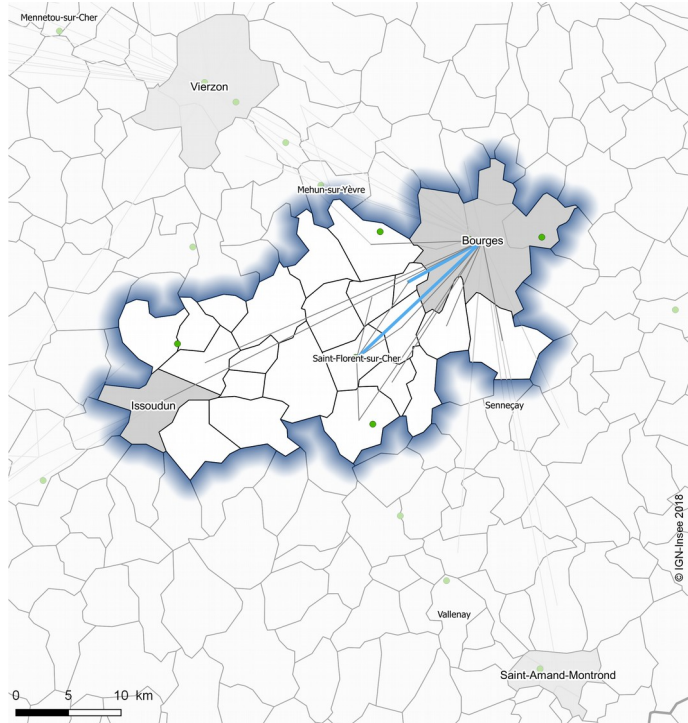 Mennetou-sur-Cher
Vierzon
Mehun-sur-Yèvre
Bourges
Saint-Florent-sur-Cher
Issoudun
Senneçay
© IGN-Insee 2018
Vallenay
Saint-Amand-Montrond
0 5 10 km